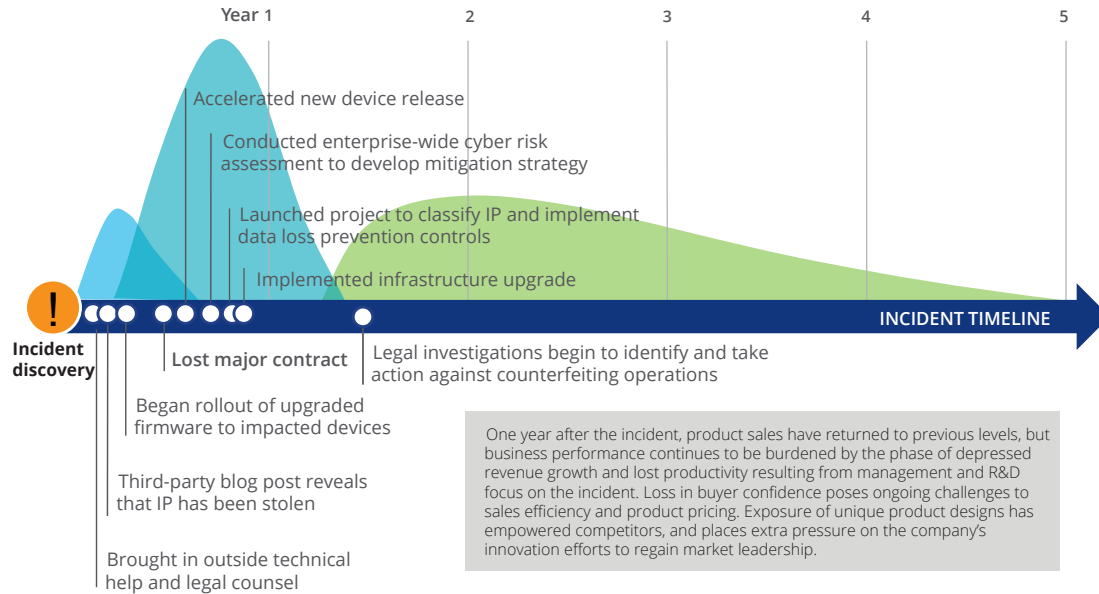 Year 1
2
3
4
5
Accelerated new device release
Conducted enterprise-wide cyber risk
assessment to develop mitigation strategy
Launched project to classify IP and implement
data loss prevention controls
Implemented infrastructure upgrade
!
INCIDENT TIMELINE
Incident
discovery
Lost major contract
Legal investigations begin to identify and take
action against counterfeiting operations
Began rollout of upgraded
firmware to impacted devices
Third-party blog post reveals
that IP has been stolen
Brought in outside technical
help and legal counsel
One year after the incident, product sales have returned to previous levels, but
business performance continues to be burdened by the phase of depressed
revenue growth and lost productivity resulting from management and R&D
focus on the incident. Loss in buyer confidence poses ongoing challenges to
sales efficiency and product pricing. Exposure of unique product designs has
empowered competitors, and places extra pressure on the company's
innovation efforts to regain market leadership.